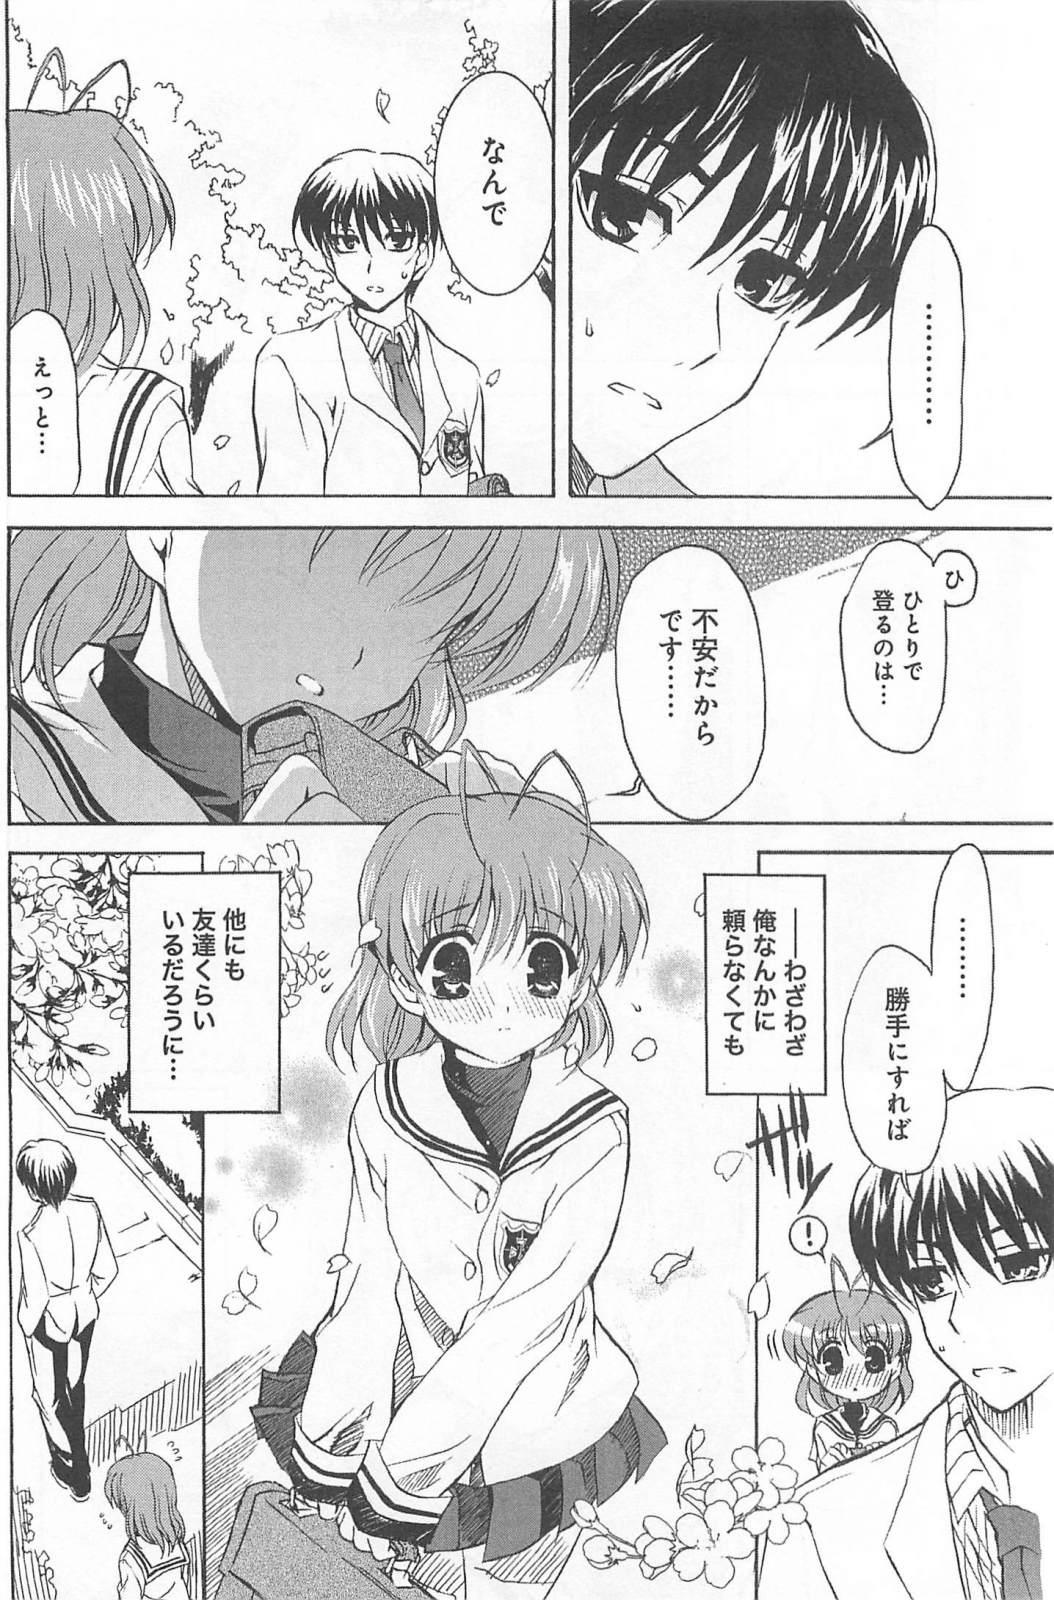 …………
なんで
えっと…
ひ
ひとりで
登るのは…
不安だから
です……
………
勝手にすれば
ザッ
!
――わざわざ
俺なんかに
頼らなくても
他にも
友達くらい
いるだろうに…